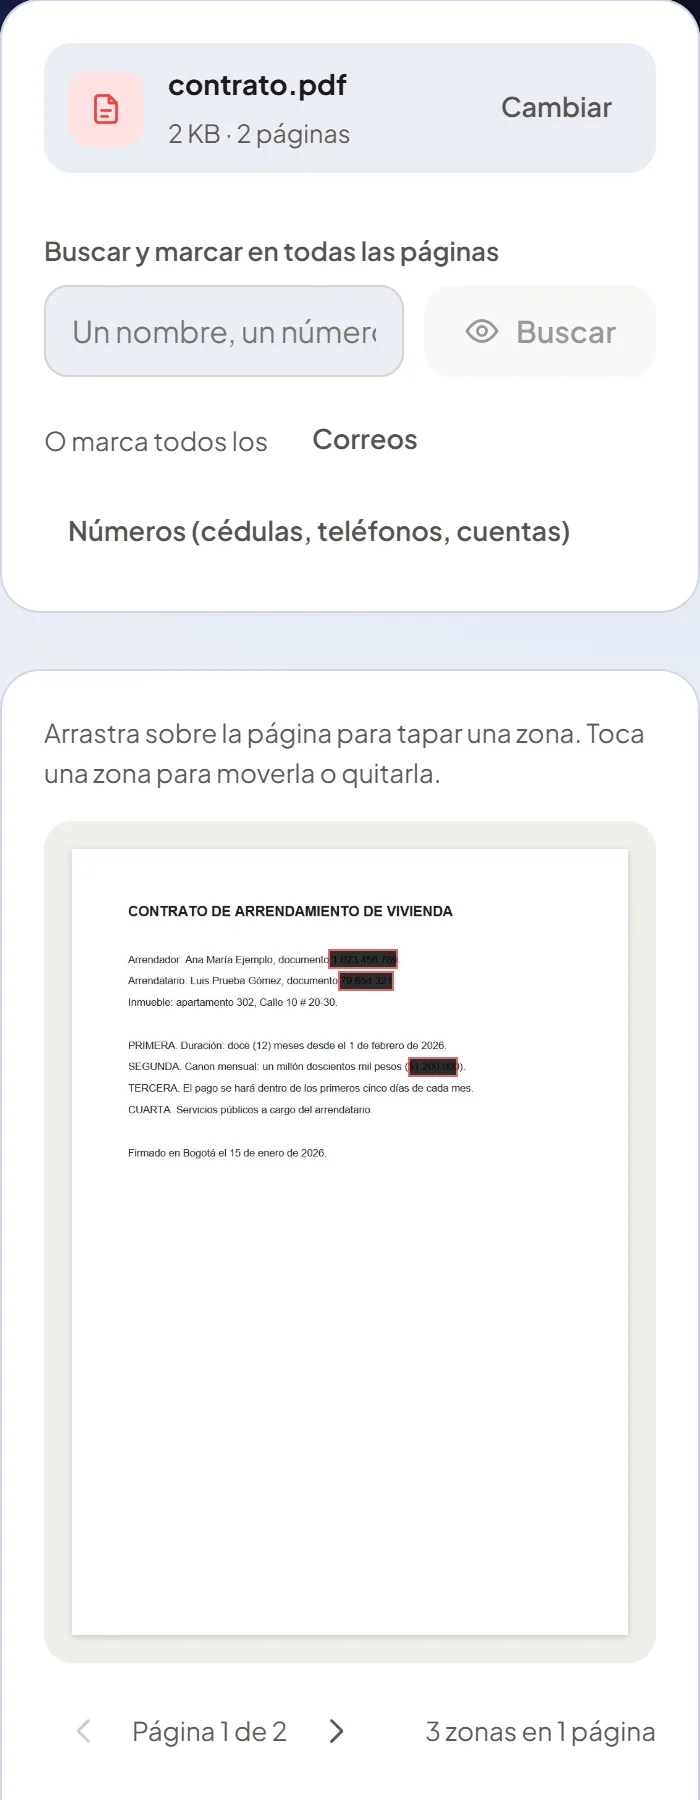 contrato.pdf
2 KB · 2 páginas
Cambiar
Buscar y marcar en todas las páginas
Un nombre, un númer
Buscar
O marca todos los
Correos
Números (cédulas, teléfonos, cuentas)
Arrastra sobre la página para tapar una zona. Toca
una zona para moverla o quitarla.
CONTRATO DE ARRENDAMIENTO DE VIVIENDA
Arrendador: Ana María Ejemplo, documento
Arrendatario: Luis Prueba Gómez, documento
Inmueble: apartamento 302, Calle 10 # 20-30.
PRIMERA. Duración: doce (12) meses desde el 1 de febrero de 2026.
SEGUNDA. Canon mensual: un millón doscientos mil pesos ( ).
TERCERA. El pago se hará dentro de los primeros cinco días de cada mes.
CUARTA. Servicios públicos a cargo del arrendatario.
Firmado en Bogotá el 15 de enero de 2026.
Página 1 de 2
3 zonas en 1 página